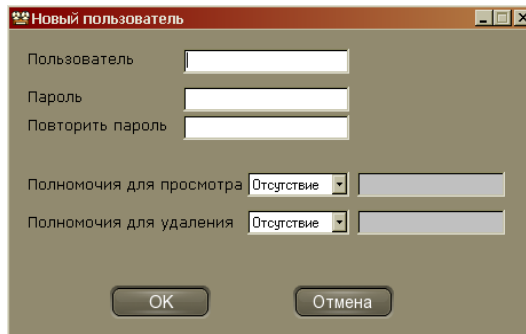 Новый пользователь
Пользователь
Пароль
Повторить пароль
Полномочия для просмотра Отсутствие
Полномочия для удаления Отсутствие
OK Отмена